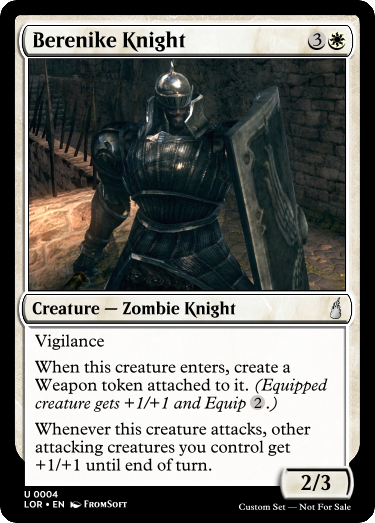 Berenike Knight 3
Creature — Zombie Knight
Vigilance
When this creature enters, create a
Weapon token attached to it. (Equipped
creature gets +1/+1 and Equip 2.)
Whenever this creature attacks, other
attacking creatures you control get
+1/+1 until end of turn.
2/3
U 0004
LOR • EN FromSoft
Custom Set — Not For Sale